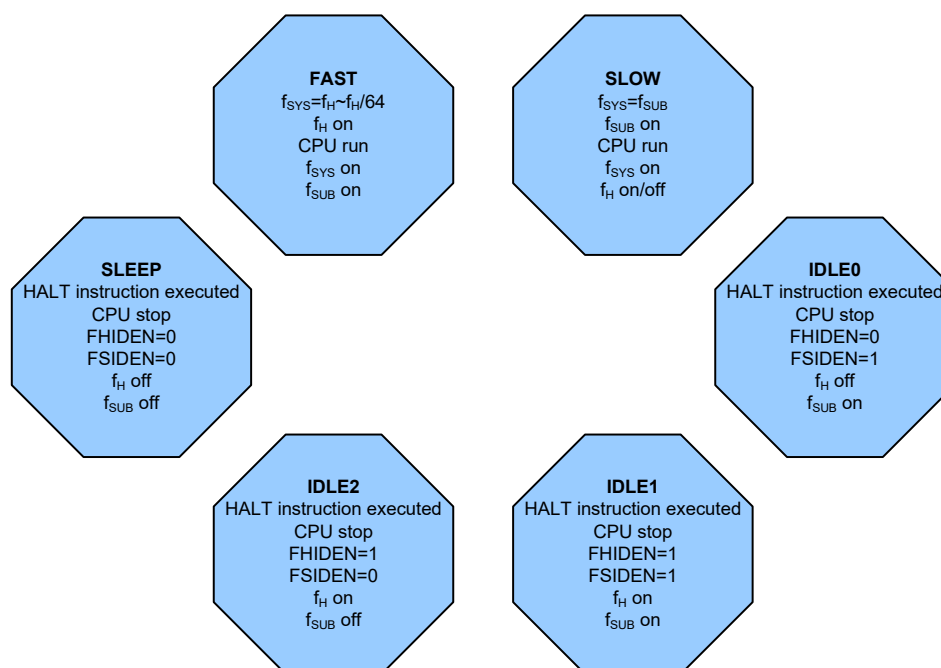 FAST
fSYS=fH~fH/64
fH on
CPU run
fSYS on
fSUB on
SLOW
fSYS=fSUB
fSUB on
CPU run
fSYS on
fH on/off
SLEEP
HALT instruction executed
CPU stop
FHIDEN=0
FSIDEN=0
fH off
fSUB off
IDLE0
HALT instruction executed
CPU stop
FHIDEN=0
FSIDEN=1
fH off
fSUB on
IDLE2
HALT instruction executed
CPU stop
FHIDEN=1
FSIDEN=0
fH on
fSUB off
IDLE1
HALT instruction executed
CPU stop
FHIDEN=1
FSIDEN=1
fH on
fSUB on